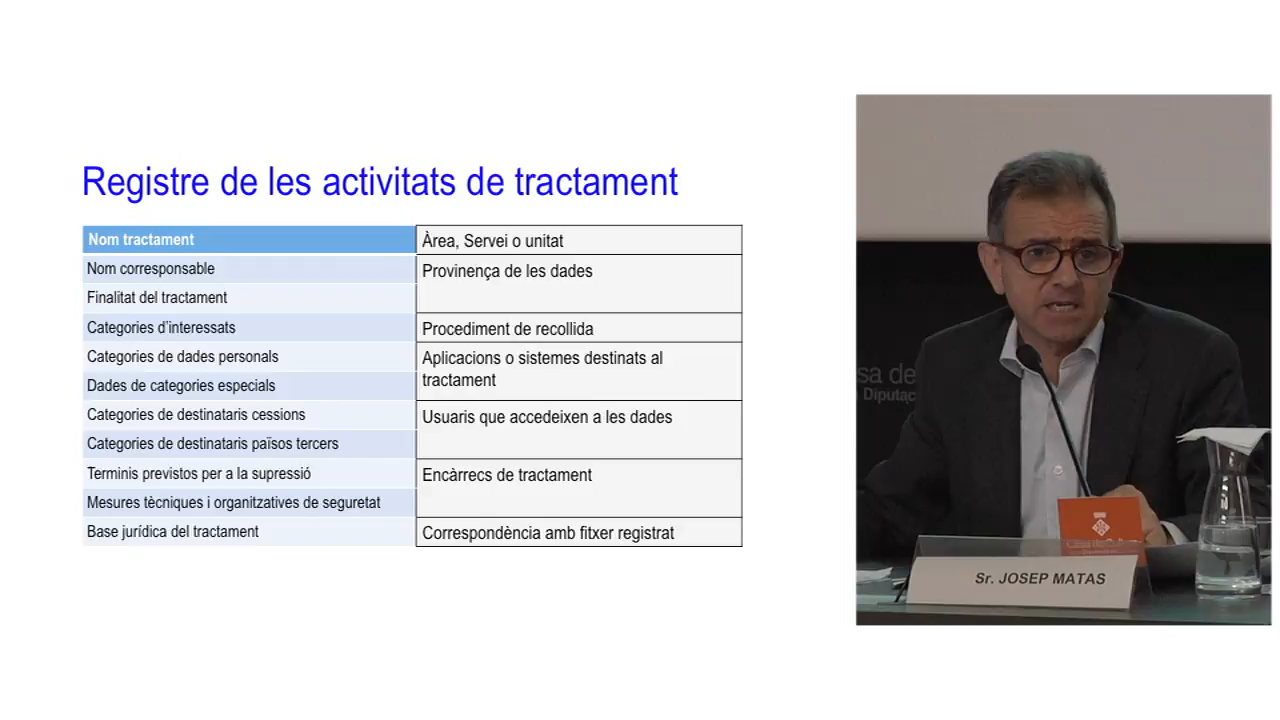 Registre de les activitats de tractament
Nom tractament
Nom corresponsable
Finalitat del tractament
Categories d'interessats
Categories de dades personals
Dades de categories especials
Categories de destinataris cessions
Categories de destinataris països tercers
Terminis previstos per a la supressió
Mesures tècniques i organitzatives de seguretat
Base jurídica del tractament
Àrea, Servei o unitat
Provinença de les dades
Procediment de recollida
Aplicacions o sistemes destinats al
tractament
Usuaris que accedeixen a les dades
Encàrrecs de tractament
Correspondència amb fitxer registrat
sa de
Diputac
Sr. JOSEP MATAS